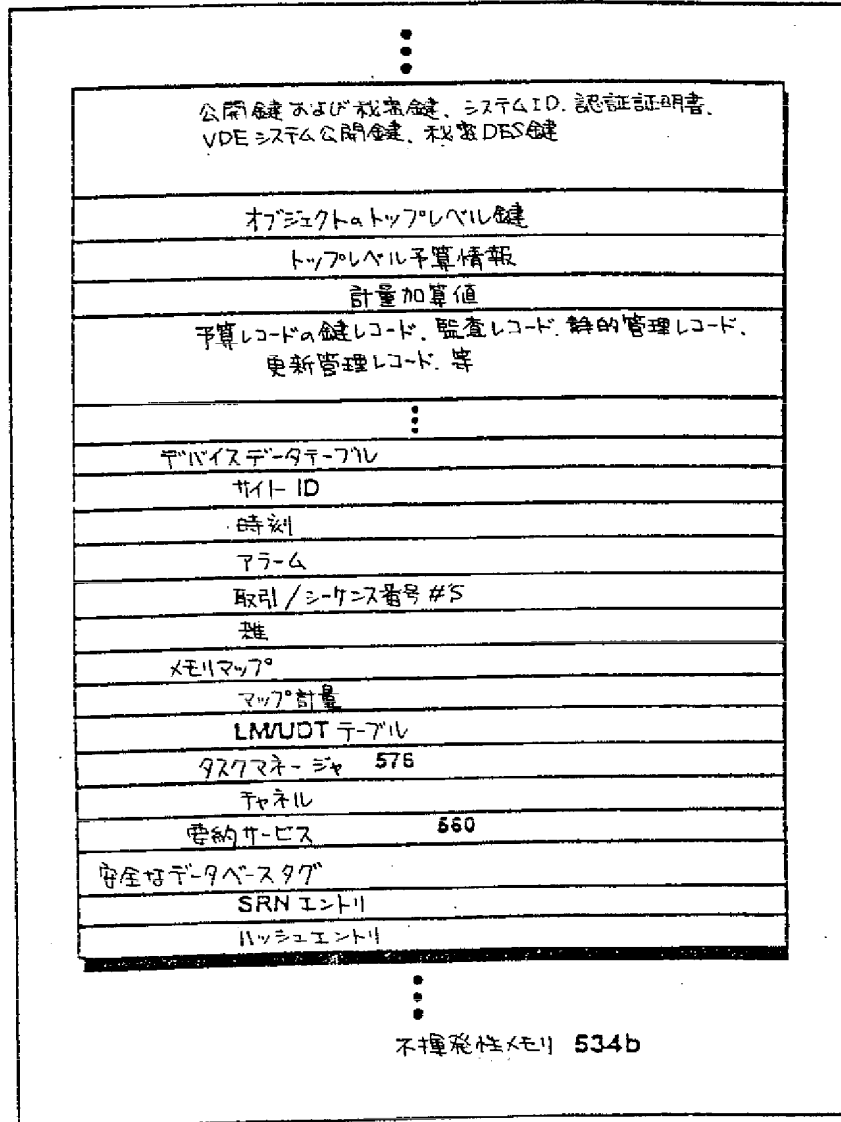 公開鍵および秘密鍵、システムID、認証証明書、
VDEシステム公開鍵、秘密DES鍵
オブジェクトのトップレベル鍵
トップレベル予算情報
計量加算値
予算レコードの鍵レコード、監査レコード、静的管理レコード、
更新管理レコード、等
デバイスデータテーブル
サイトID
時刻
アラーム
取引/シーケンス番号#'S
雑
メモリマップ
マップ計量
LM/UDT テーブル
タスクマネージャ 576
チャネル
要約サービス 560
安全なデータベースタグ
SRN エントリ
ハッシュエントリ
不揮発性メモリ 534b